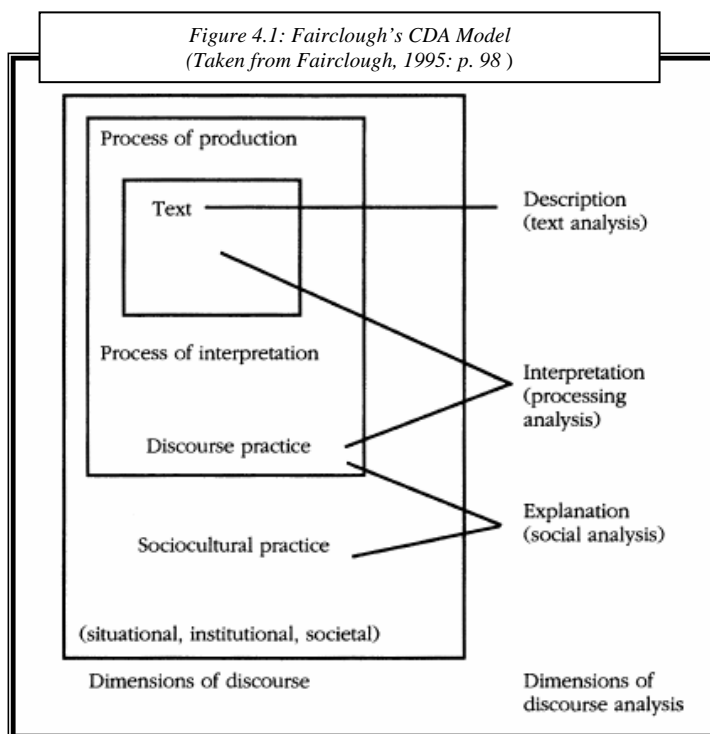 Figure 4.1: Fairclough's CDA Model
(Taken from Fairclough, 1995: p. 98 )
Process of production
Text
Description
(text analysis)
Process of interpretation
Interpretation
(processing
analysis)
Discourse practice
Explanation
(social analysis)
Sociocultural practice
(situational, institutional, societal)
Dimensions of discourse
Dimensions of
discourse analysis